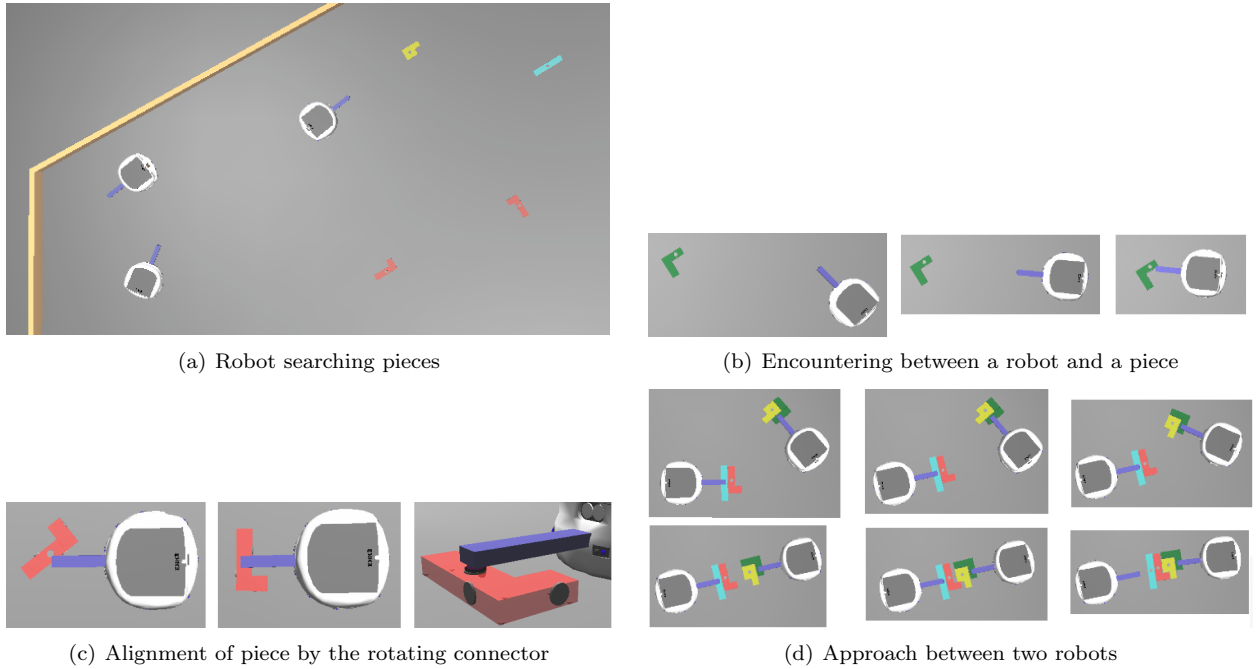 (a) Robot searching pieces
(b) Encountering between a robot and a piece
(c) Alignment of piece by the rotating connector
(d) Approach between two robots